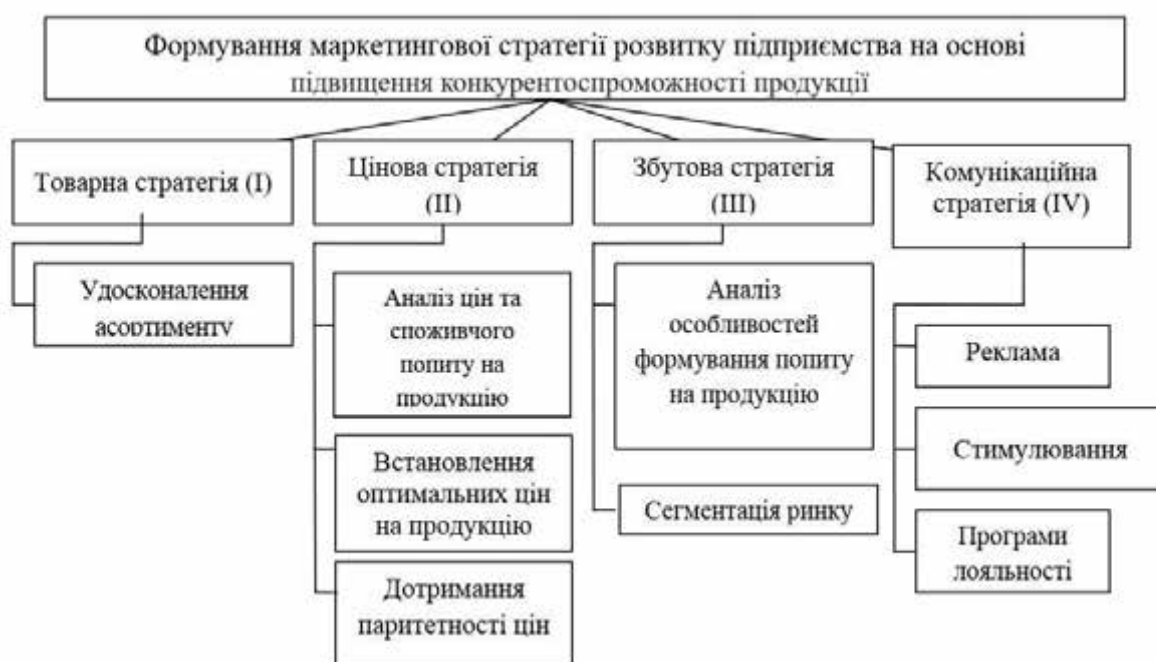 Формування маркетингової стратегії розвитку підприємства на основі
підвищення конкурентоспроможності продукції
Товарна стратегія (I)
Удосконалення
асортименту
Цінова стратегія
(II)
Аналіз цін та
споживчого
попиту на
продукцію
Встановлення
оптимальних цін
на продукцію
Дотримання
паритетності цін
Збутова стратегія
(III)
Аналіз
особливостей
формування попиту
на продукцію
Сегментація ринку
Комунікаційна
стратегія (IV)
Реклама
Стимулювання
Програми
лояльності